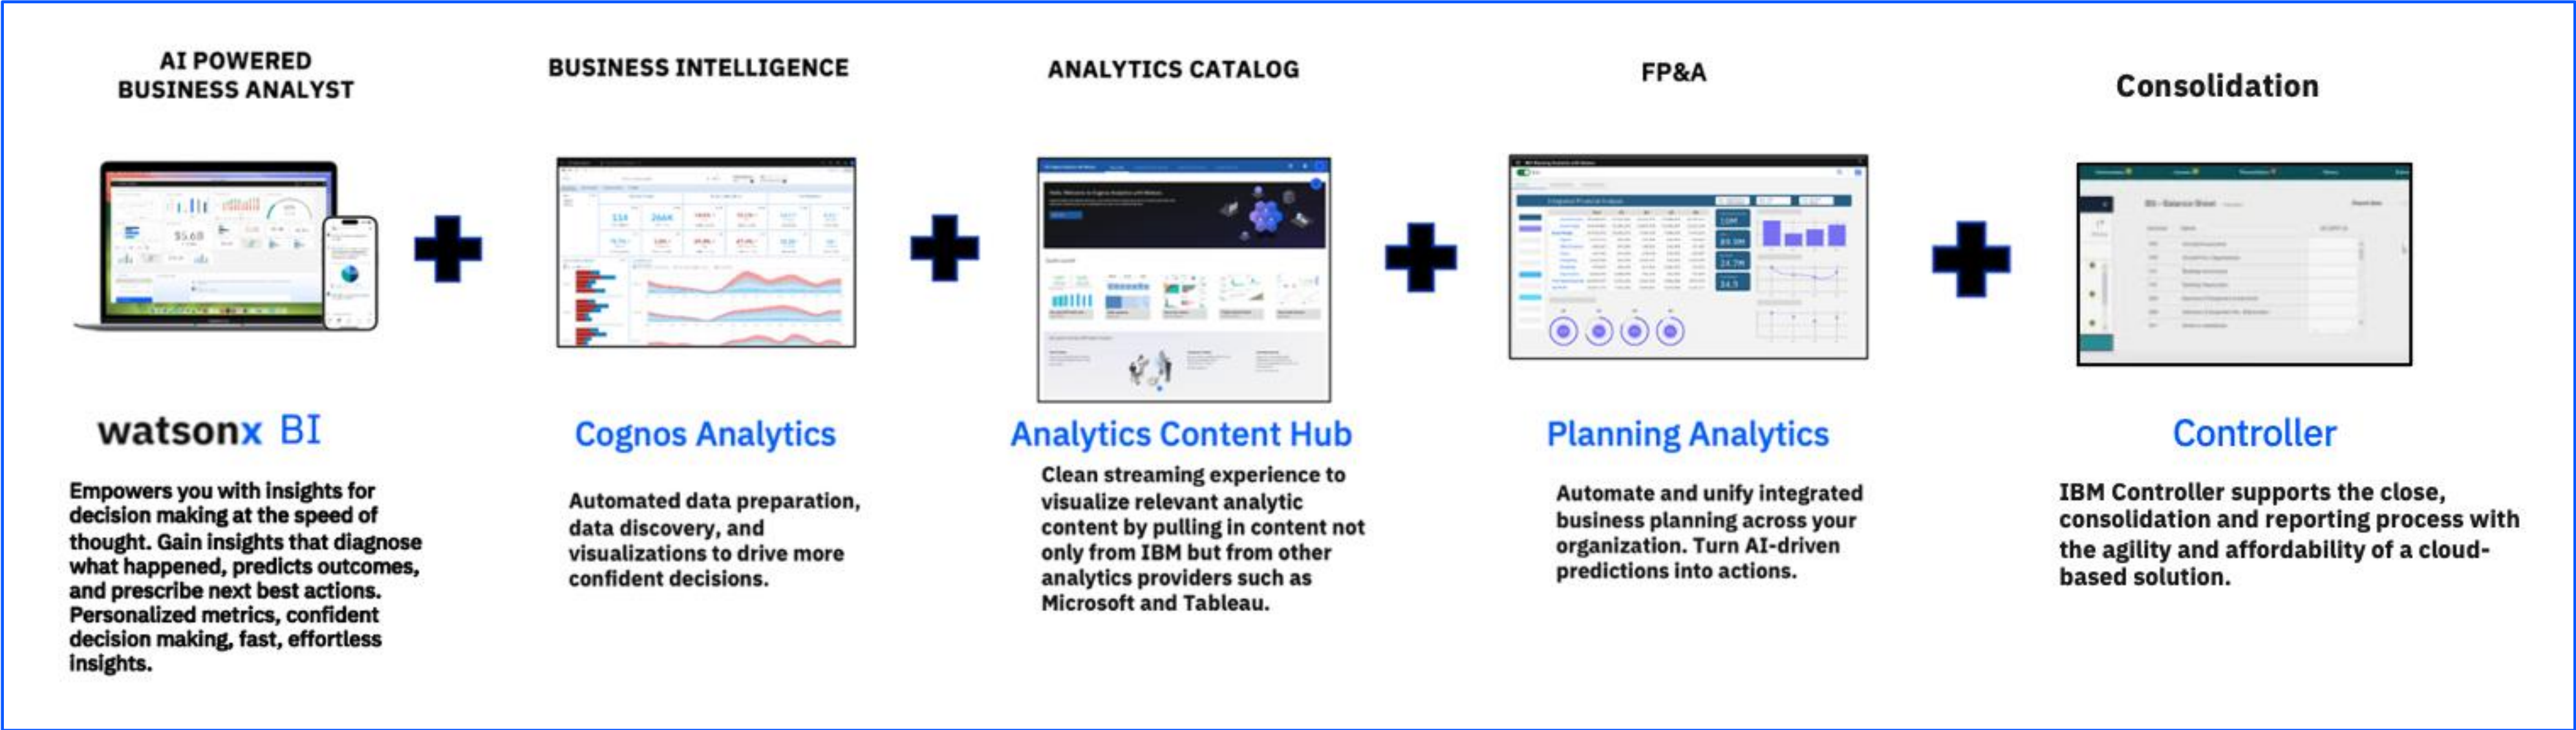 AI POWERED
BUSINESS ANALYST
watsonx BI
Empowers you with insights for
decision making at the speed of
thought. Gain insights that diagnose
what happened, predicts outcomes,
and prescribe next best actions.
Personalized metrics, confident
decision making, fast, effortless
insights.
BUSINESS INTELLIGENCE
Cognos Analytics
Automated data preparation,
data discovery, and
visualizations to drive more
confident decisions.
ANALYTICS CATALOG
Analytics Content Hub
Clean streaming experience to
visualize relevant analytic
content by pulling in content not
only from IBM but from other
analytics providers such as
Microsoft and Tableau.
FP&A
Planning Analytics
Automate and unify integrated
business planning across your
organization. Turn AI-driven
predictions into actions.
Consolidation
Controller
IBM Controller supports the close,
consolidation and reporting process with
the agility and affordability of a cloud-
based solution.